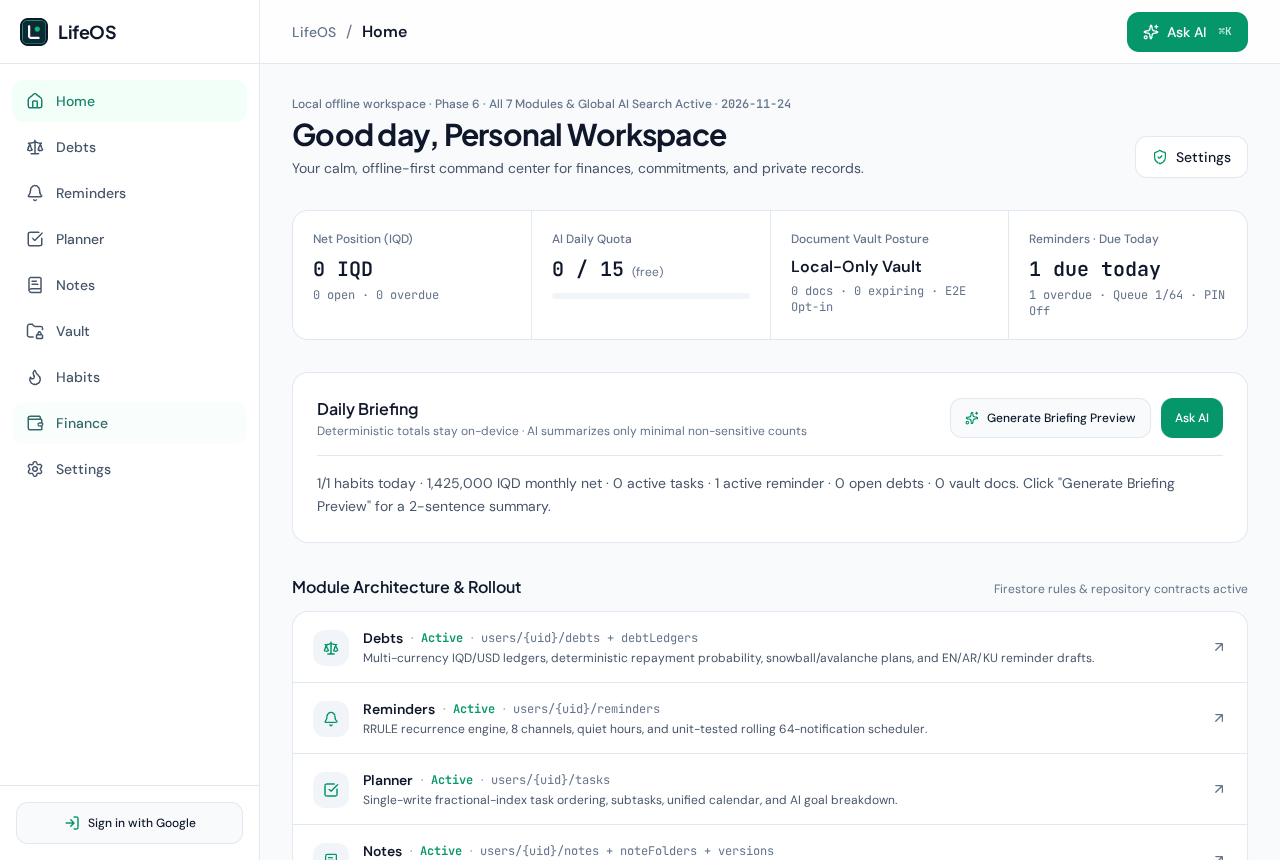 LifeOS
LifeOS / Home
Ask AI ⌘K
Home
Debts
Reminders
Planner
Notes
Vault
Habits
Finance
Settings
Sign in with Google
Local offline workspace · Phase 6 · All 7 Modules & Global AI Search Active · 2026-11-24
Good day, Personal Workspace
Your calm, offline-first command center for finances, commitments, and private records.
Settings
Net Position (IQD)
0 IQD
0 open · 0 overdue
AI Daily Quota
0 / 15 (free)
Document Vault Posture
Local-Only Vault
0 docs · 0 expiring · E2E
Opt-in
Reminders · Due Today
1 due today
1 overdue · Queue 1/64 · PIN
Off
Daily Briefing
Deterministic totals stay on-device · AI summarizes only minimal non-sensitive counts
Generate Briefing Preview
Ask AI
1/1 habits today · 1,425,000 IQD monthly net · 0 active tasks · 1 active reminder · 0 open debts · 0 vault docs. Click "Generate Briefing
Preview" for a 2-sentence summary.
Module Architecture & Rollout
Firestore rules & repository contracts active
Debts · Active · users/{uid}/debts + debtLedgers
Multi-currency IQD/USD ledgers, deterministic repayment probability, snowball/avalanche plans, and EN/AR/KU reminder drafts.
Reminders · Active · users/{uid}/reminders
RRULE recurrence engine, 8 channels, quiet hours, and unit-tested rolling 64-notification scheduler.
Planner · Active · users/{uid}/tasks
Single-write fractional-index task ordering, subtasks, unified calendar, and AI goal breakdown.
Notes · Active · users/{uid}/notes + noteFolders + versions